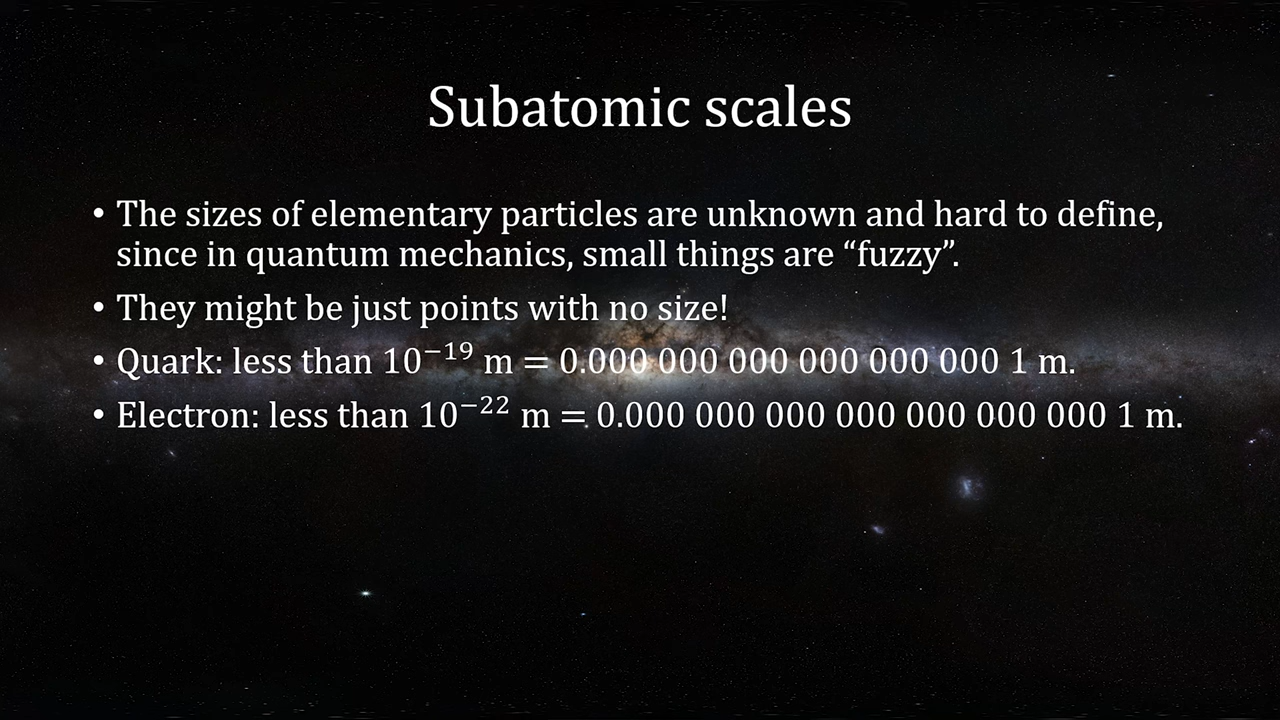 Subatomic scales
• The sizes of elementary particles are unknown and hard to define,
since in quantum mechanics, small things are “fuzzy”.
• They might be just points with no size!
• Quark: less than 10⁻¹⁹ m = 0.000 000 000 000 000 000 1 m.
• Electron: less than 10⁻²² m = 0.000 000 000 000 000 000 000 1 m.